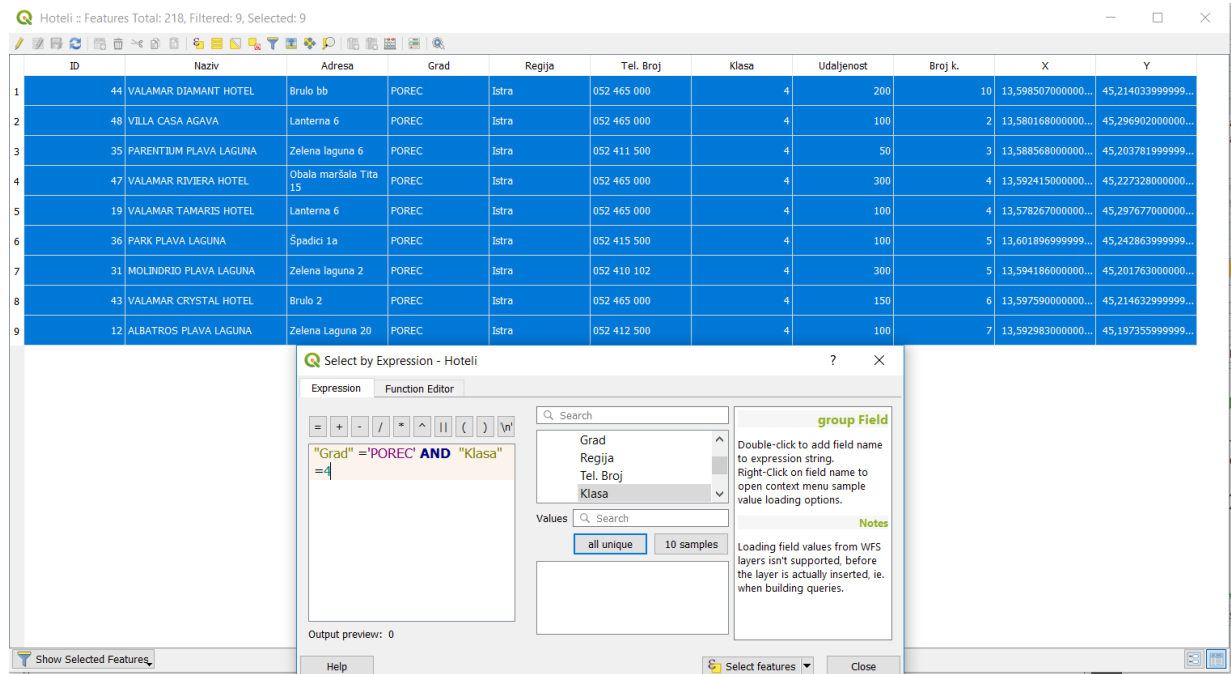 Hoteli :: Features Total: 218, Filtered: 9, Selected: 9
ID Naziv Adresa Grad Regija Tel. Broj Klasa Udaljenost Broj k. X Y
1 44 VALAMAR DIAMANT HOTEL Brulo bb POREC Istra 052 465 000 4 200 10 13,598507000000... 45,214033999999...
2 48 VILLA CASA AGAVA Lanterna 6 POREC Istra 052 465 000 4 100 2 13,580168000000... 45,296902000000...
3 35 PARENTIUM PLAVA LAGUNA Zelena laguna 6 POREC Istra 052 411 500 4 50 3 13,588568000000... 45,203781999999...
4 47 VALAMAR RIVIERA HOTEL Obala maršala Tita 15 POREC Istra 052 465 000 4 300 4 13,592415000000... 45,227328000000...
5 19 VALAMAR TAMARIS HOTEL Lanterna 6 POREC Istra 052 465 000 4 100 4 13,578267000000... 45,297677000000...
6 36 PARK PLAVA LAGUNA Špadici 1a POREC Istra 052 415 500 4 100 5 13,601896999999... 45,242863999999...
7 31 MOLINDRIO PLAVA LAGUNA Zelena laguna 2 POREC Istra 052 410 102 4 300 5 13,594186000000... 45,201763000000...
8 43 VALAMAR CRYSTAL HOTEL Brulo 2 POREC Istra 052 465 000 4 150 6 13,597590000000... 45,214632999999...
9 12 ALBATROS PLAVA LAGUNA Zelena Laguna 20 POREC Istra 052 412 500 4 100 7 13,592983000000... 45,197355999999...
Select by Expression - Hoteli ?
Expression Function Editor
= + - / * ^ || ( ) '\n'
"Grad" ='POREC' AND "Klasa"
=4
Output preview: 0
Search
Grad
Regija
Tel. Broj
Klasa
Values Search
all unique 10 samples
group Field
Double-click to add field name
to expression string.
Right-Click on field name to
open context menu sample
value loading options.
Notes
Loading field values from WFS
layers isn't supported, before
the layer is actually inserted, ie.
when building queries.
Show Selected Features
Help Select features Close